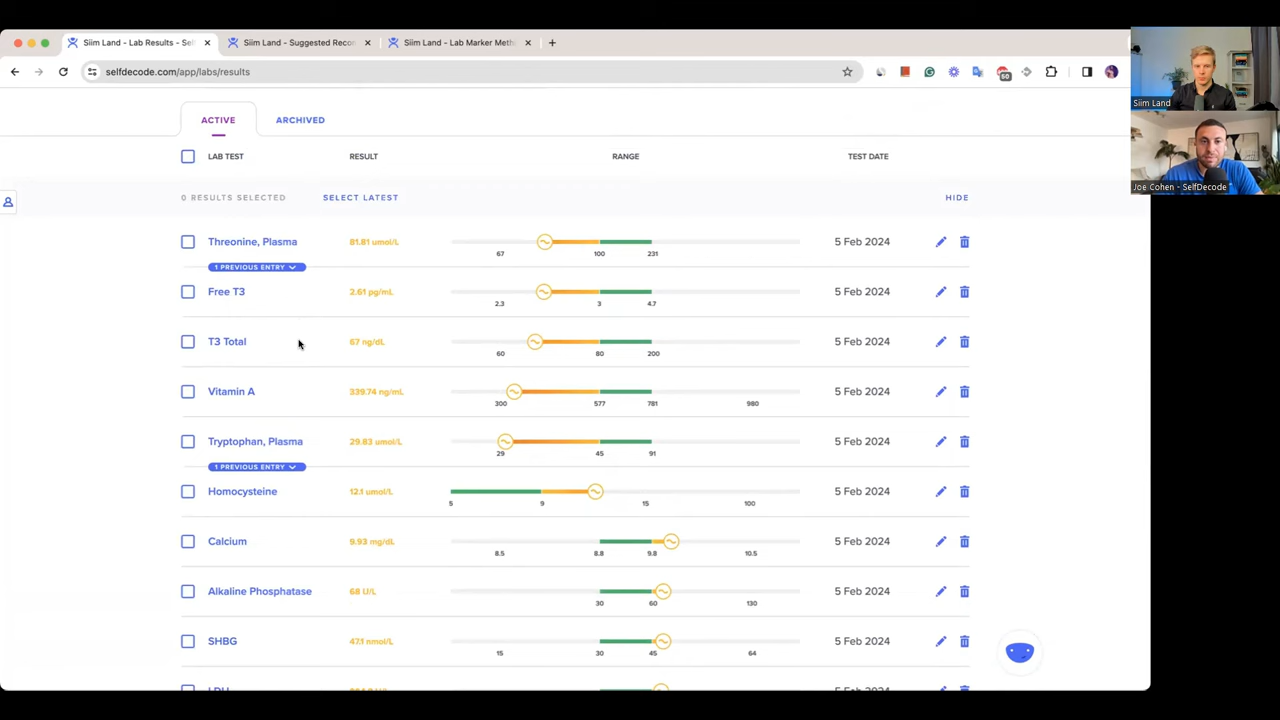 Siim Land - Lab Results - Sel
Siim Land - Suggested Reco
Siim Land - Lab Marker Meth
selfdecode.com/app/labs/results
50
Siim Land
Joe Cohen - SelfDecode
ACTIVE
ARCHIVED
LAB TEST RESULT RANGE TEST DATE
0 RESULTS SELECTED SELECT LATEST HIDE
Threonine, Plasma 81.81 umol/L 5 Feb 2024
67 100 231
1 PREVIOUS ENTRY
Free T3 2.61 pg/mL 5 Feb 2024
2.3 3 4.7
T3 Total 67 ng/dL 5 Feb 2024
60 80 200
Vitamin A 339.74 ng/mL 5 Feb 2024
300 577 781 980
Tryptophan, Plasma 29.83 umol/L 5 Feb 2024
29 45 91
1 PREVIOUS ENTRY
Homocysteine 12.1 umol/L 5 Feb 2024
5 9 15 100
Calcium 9.93 mg/dL 5 Feb 2024
8.5 8.8 9.8 10.5
Alkaline Phosphatase 68 U/L 5 Feb 2024
30 60 130
SHBG 47.1 nmol/L 5 Feb 2024
15 30 45 64